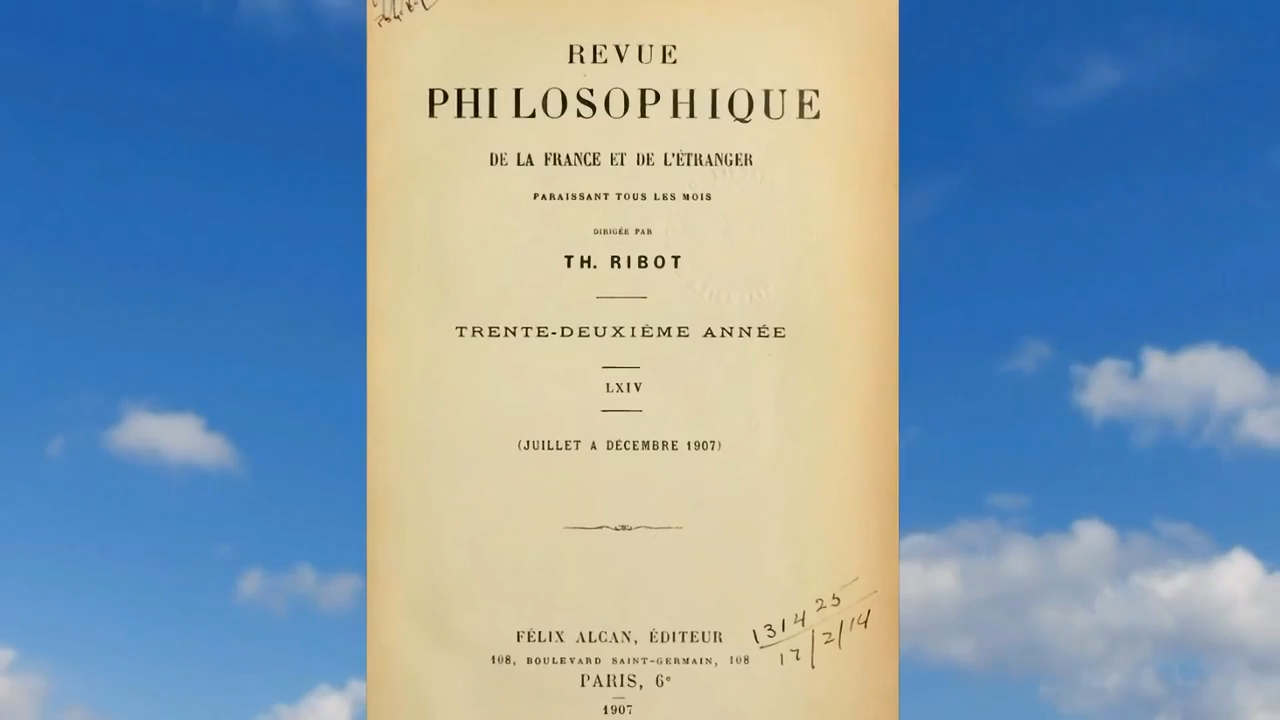 REVUE
PHILOSOPHIQUE
DE LA FRANCE ET DE L'ÉTRANGER
PARAISSANT TOUS LES MOIS
DIRIGÉE PAR
TH. RIBOT
TRENTE-DEUXIÈME ANNÉE
LXIV
(JUILLET A DÉCEMBRE 1907)
131425
17/2/14
FÉLIX ALCAN, ÉDITEUR
108, BOULEVARD SAINT-GERMAIN, 108
PARIS, 6e
1907